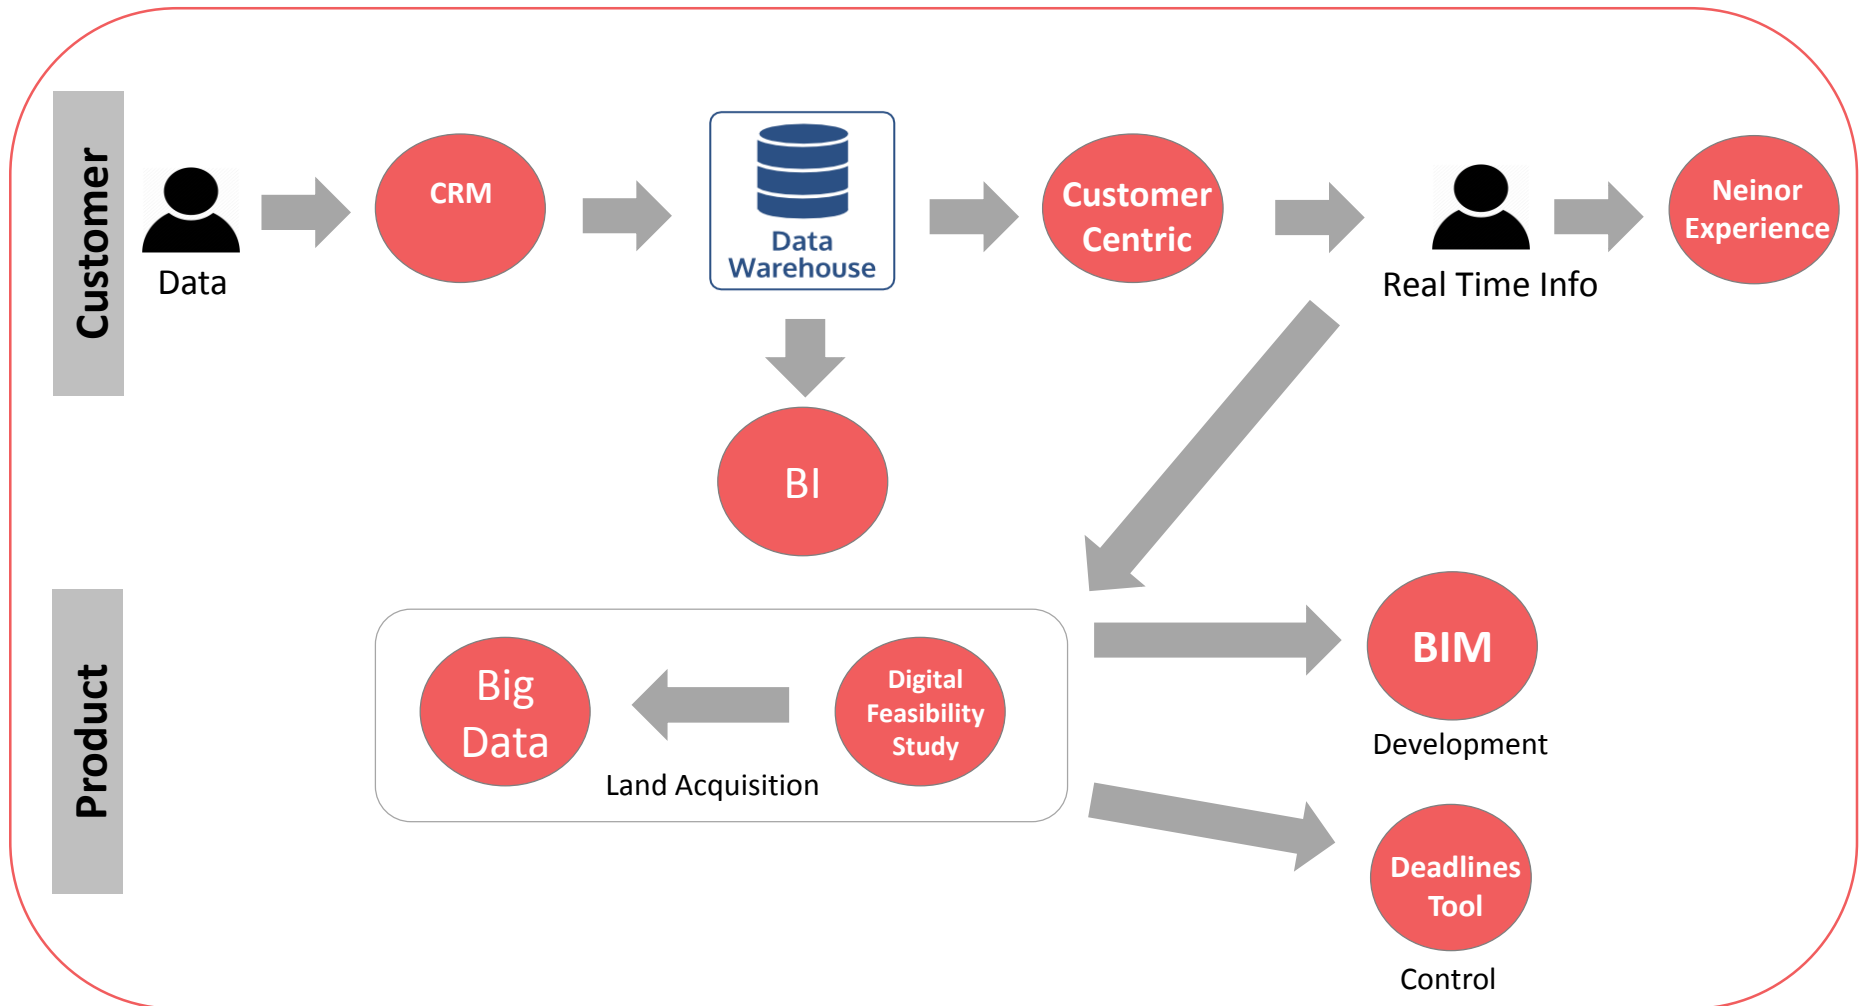 Customer
Data
CRM
Data
Warehouse
Customer
Centric
Real Time Info
Neinor
Experience
BI
Product
Big
Data
Land Acquisition
Digital
Feasibility
Study
BIM
Development
Deadlines
Tool
Control